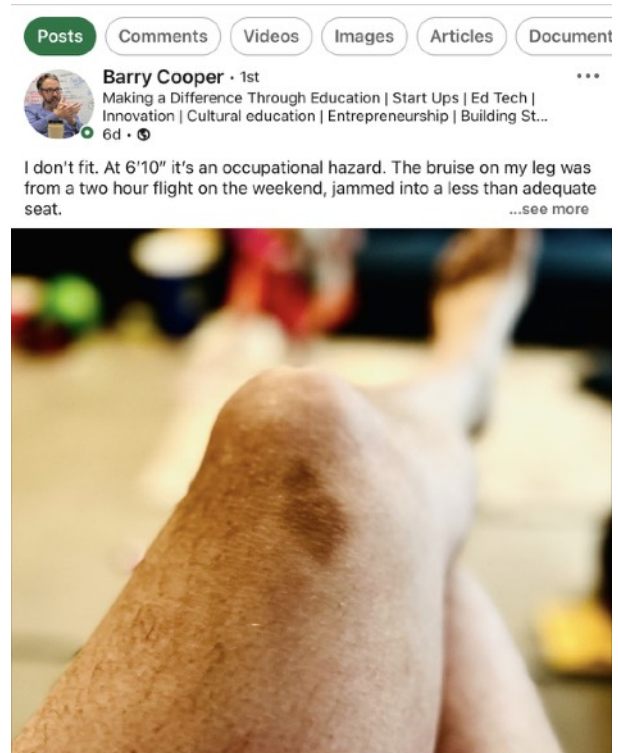 Posts Comments Videos Images Articles Document
Barry Cooper · 1st
Making a Difference Through Education | Start Ups | Ed Tech |
Innovation | Cultural education | Entrepreneurship | Building St...
6d •
I don't fit. At 6'10” it's an occupational hazard. The bruise on my leg was
from a two hour flight on the weekend, jammed into a less than adequate
seat.
...see more